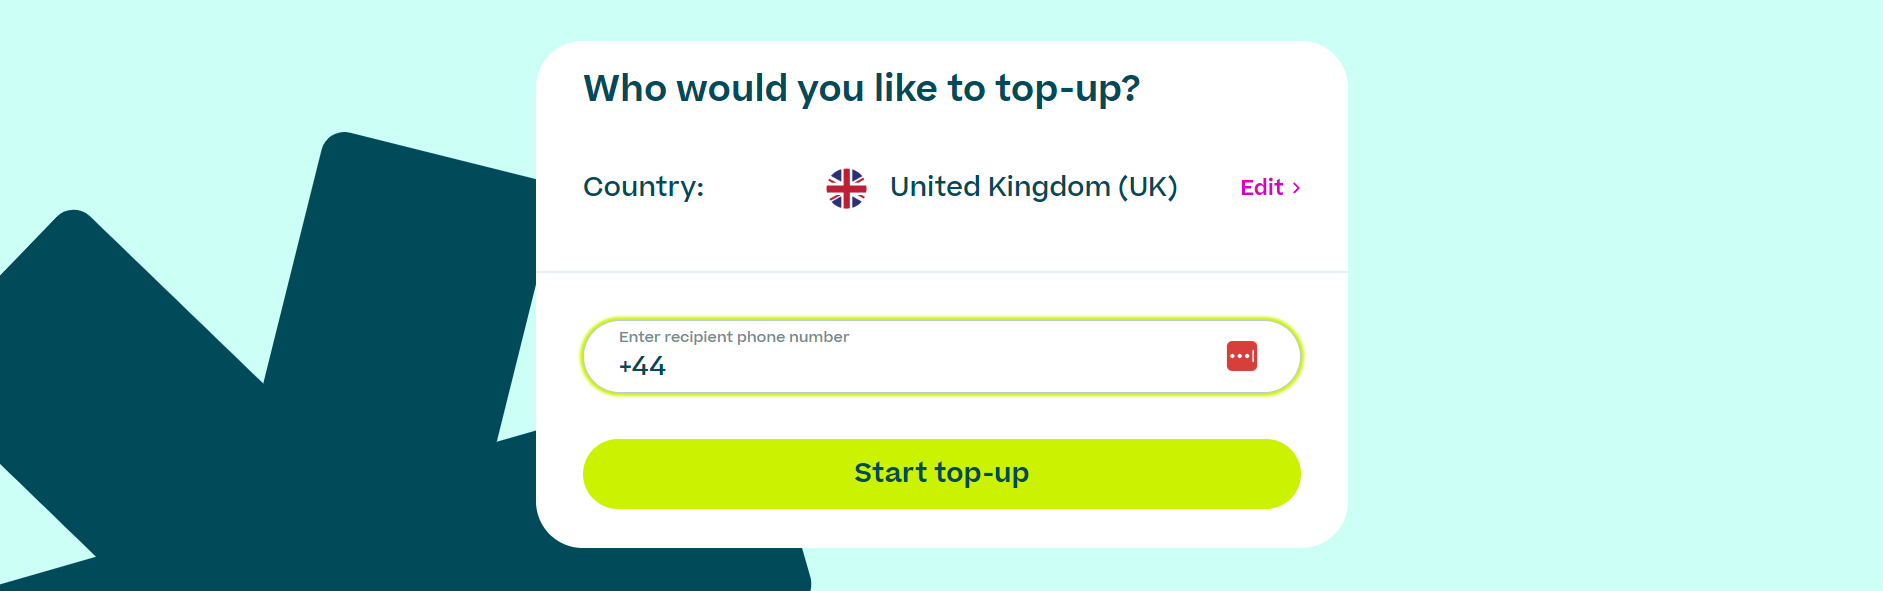 Who would you like to top-up?
Country: United Kingdom (UK) Edit >
Enter recipient phone number
+44
Start top-up